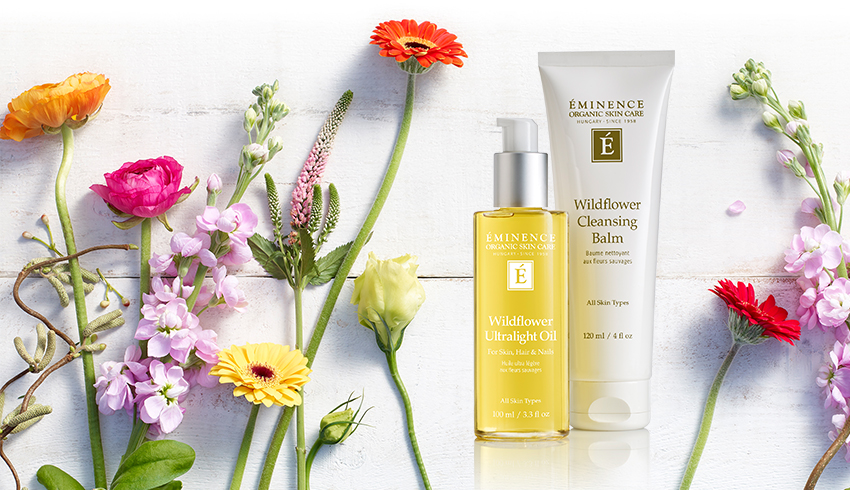 ÉMINENCE
ORGANIC SKIN CARE
HUNGARY · SINCE 1958
É
Wildflower
Ultralight Oil
For Skin, Hair & Nails
Huile ultra légère
aux fleurs sauvages
All Skin Types
100 ml / 3.3 fl oz
ÉMINENCE
ORGANIC SKIN CARE
HUNGARY · SINCE 1958
É
Wildflower
Cleansing
Balm
Baume nettoyant
aux fleurs sauvages
All Skin Types
120 ml / 4 fl oz